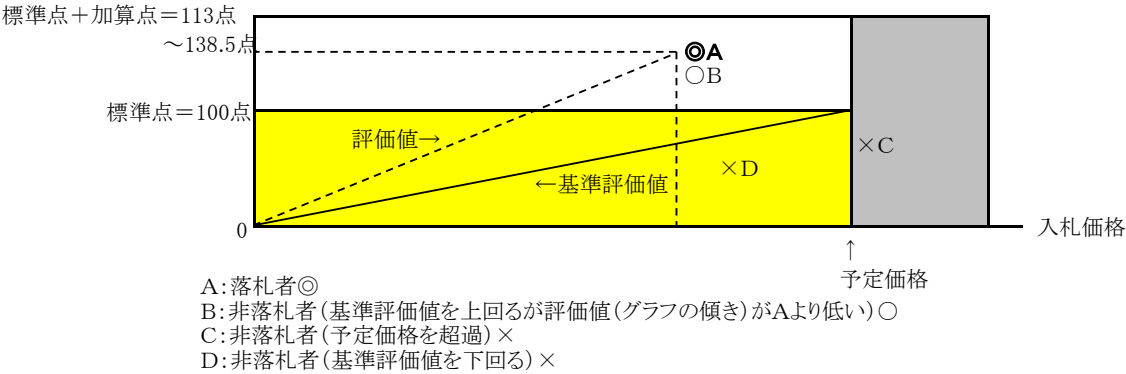 標準点＋加算点＝113点
～138.5点
◎A
○B
標準点＝100点
評価値→
×C
×D
←基準評価値
0
入札価格
↑
予定価格
A：落札者◎
B：非落札者（基準評価値を上回るが評価値（グラフの傾き）がAより低い）○
C：非落札者（予定価格を超過）×
D：非落札者（基準評価値を下回る）×